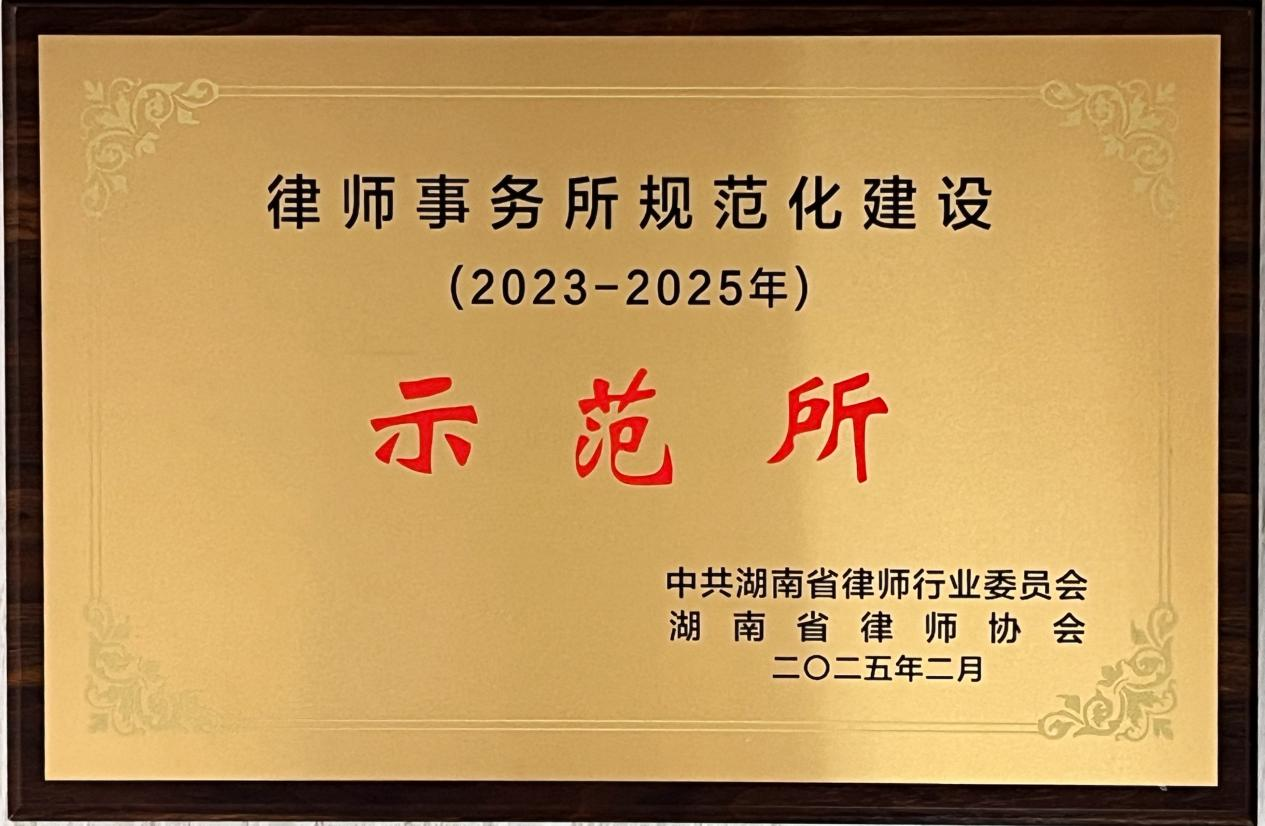 律师事务所规范化建设
(2023-2025年)
示范所
中共湖南省律师行业委员会
湖南省律师协会
二〇二五年二月